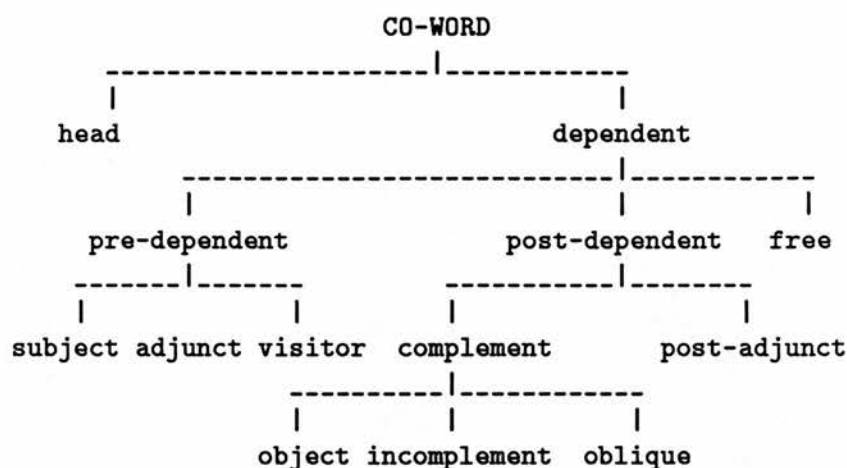 CO-WORD
head dependent
pre-dependent post-dependent free
subject adjunct visitor complement post-adjunct
object incomplement oblique